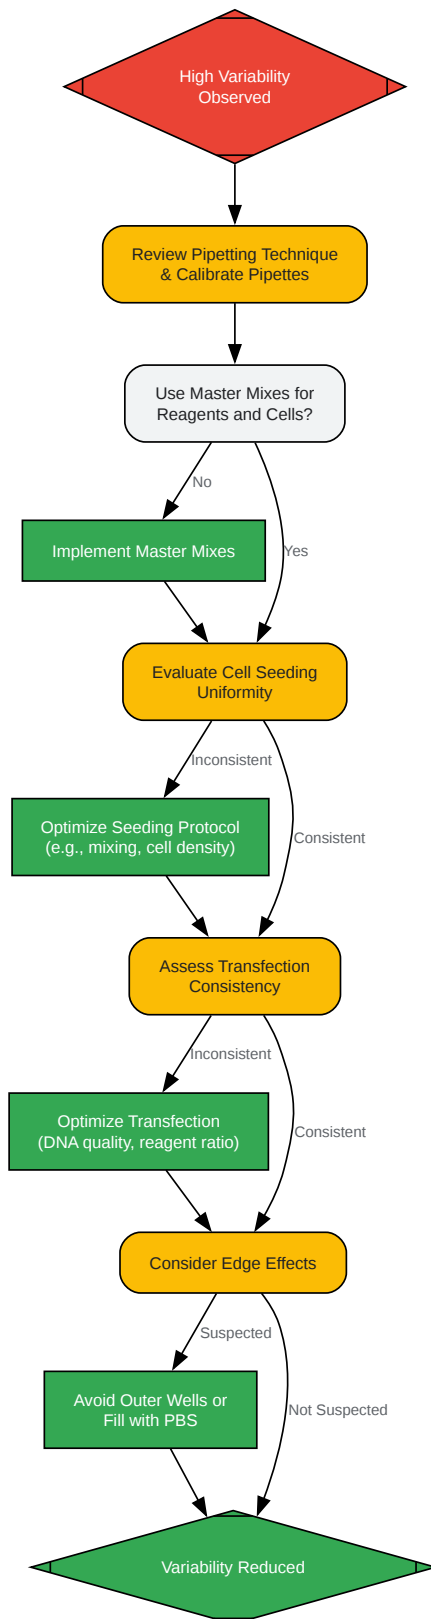 High Variability
Observed
Review Pipetting Technique
& Calibrate Pipettes
Use Master Mixes for
Reagents and Cells?
No
Implement Master Mixes
Yes
Evaluate Cell Seeding
Uniformity
Inconsistent
Optimize Seeding Protocol
(e.g., mixing, cell density)
Consistent
Assess Transfection
Consistency
Inconsistent
Optimize Transfection
(DNA quality, reagent ratio)
Consistent
Consider Edge Effects
Suspected
Avoid Outer Wells or
Fill with PBS
Not Suspected
Variability Reduced